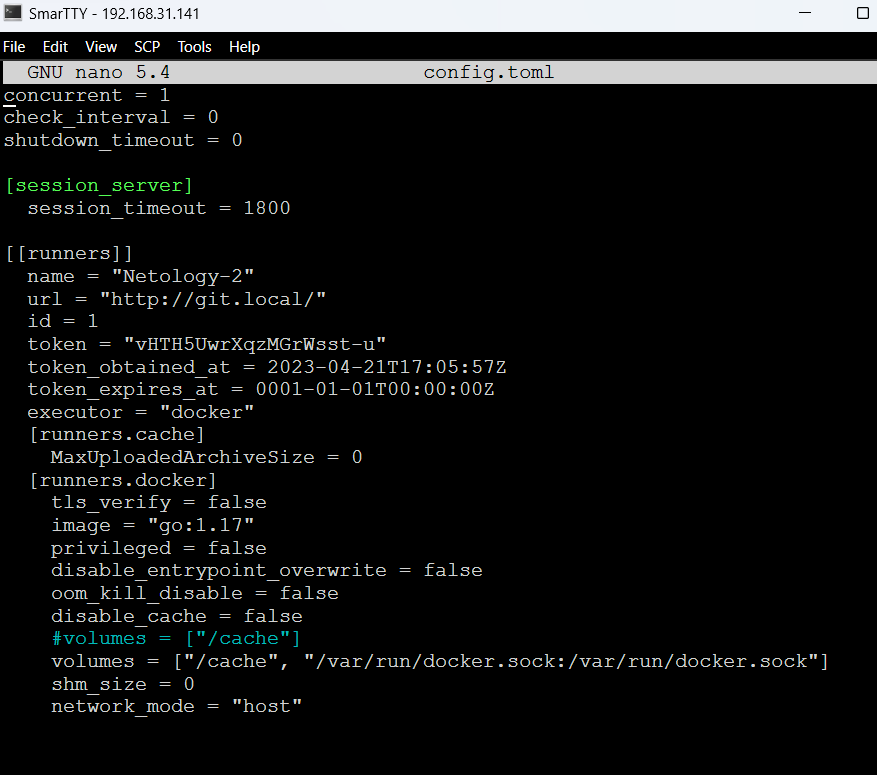 SmarTTY - 192.168.31.141
File Edit View SCP Tools Help
GNU nano 5.4 config.toml
concurrent = 1
check_interval = 0
shutdown_timeout = 0
[session_server]
session_timeout = 1800
[[runners]]
name = "Netology-2"
url = "http://git.local/"
id = 1
token = "vHTH5UwrXqzMGrWsst-u"
token_obtained_at = 2023-04-21T17:05:57Z
token_expires_at = 0001-01-01T00:00:00Z
executor = "docker"
[runners.cache]
MaxUploadedArchiveSize = 0
[runners.docker]
tls_verify = false
image = "go:1.17"
privileged = false
disable_entrypoint_overwrite = false
oom_kill_disable = false
disable_cache = false
#volumes = ["/cache"]
volumes = ["/cache", "/var/run/docker.sock:/var/run/docker.sock"]
shm_size = 0
network_mode = "host"